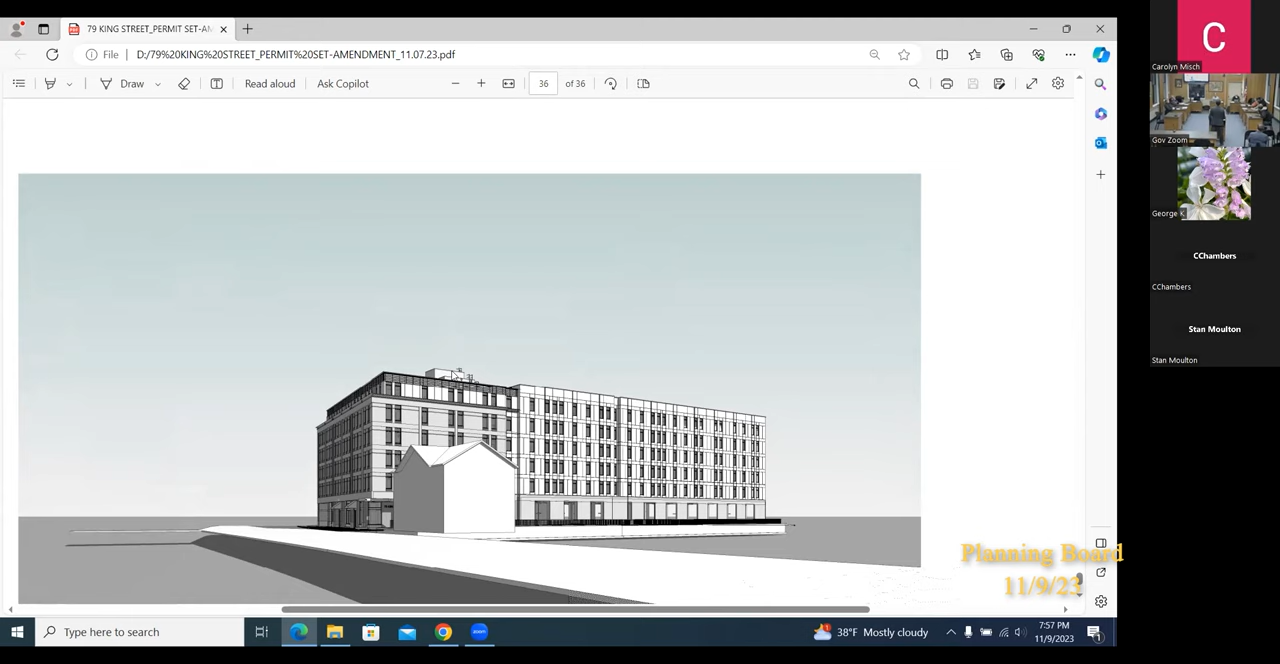 79 KING STREET_PERMIT SET-AM
File
D:/79%20KING%20STREET_PERMIT%20SET-AMENDMENT_11.07.23.pdf
Draw
Read aloud
Ask Copilot
36
of 36
C
Carolyn Misch
Gov Zoom
George K
CChambers
CChambers
Stan Moulton
Stan Moulton
Planning Board
11/9/23
Type here to search
zoom
38°F Mostly cloudy
7:57 PM
11/9/2023
1